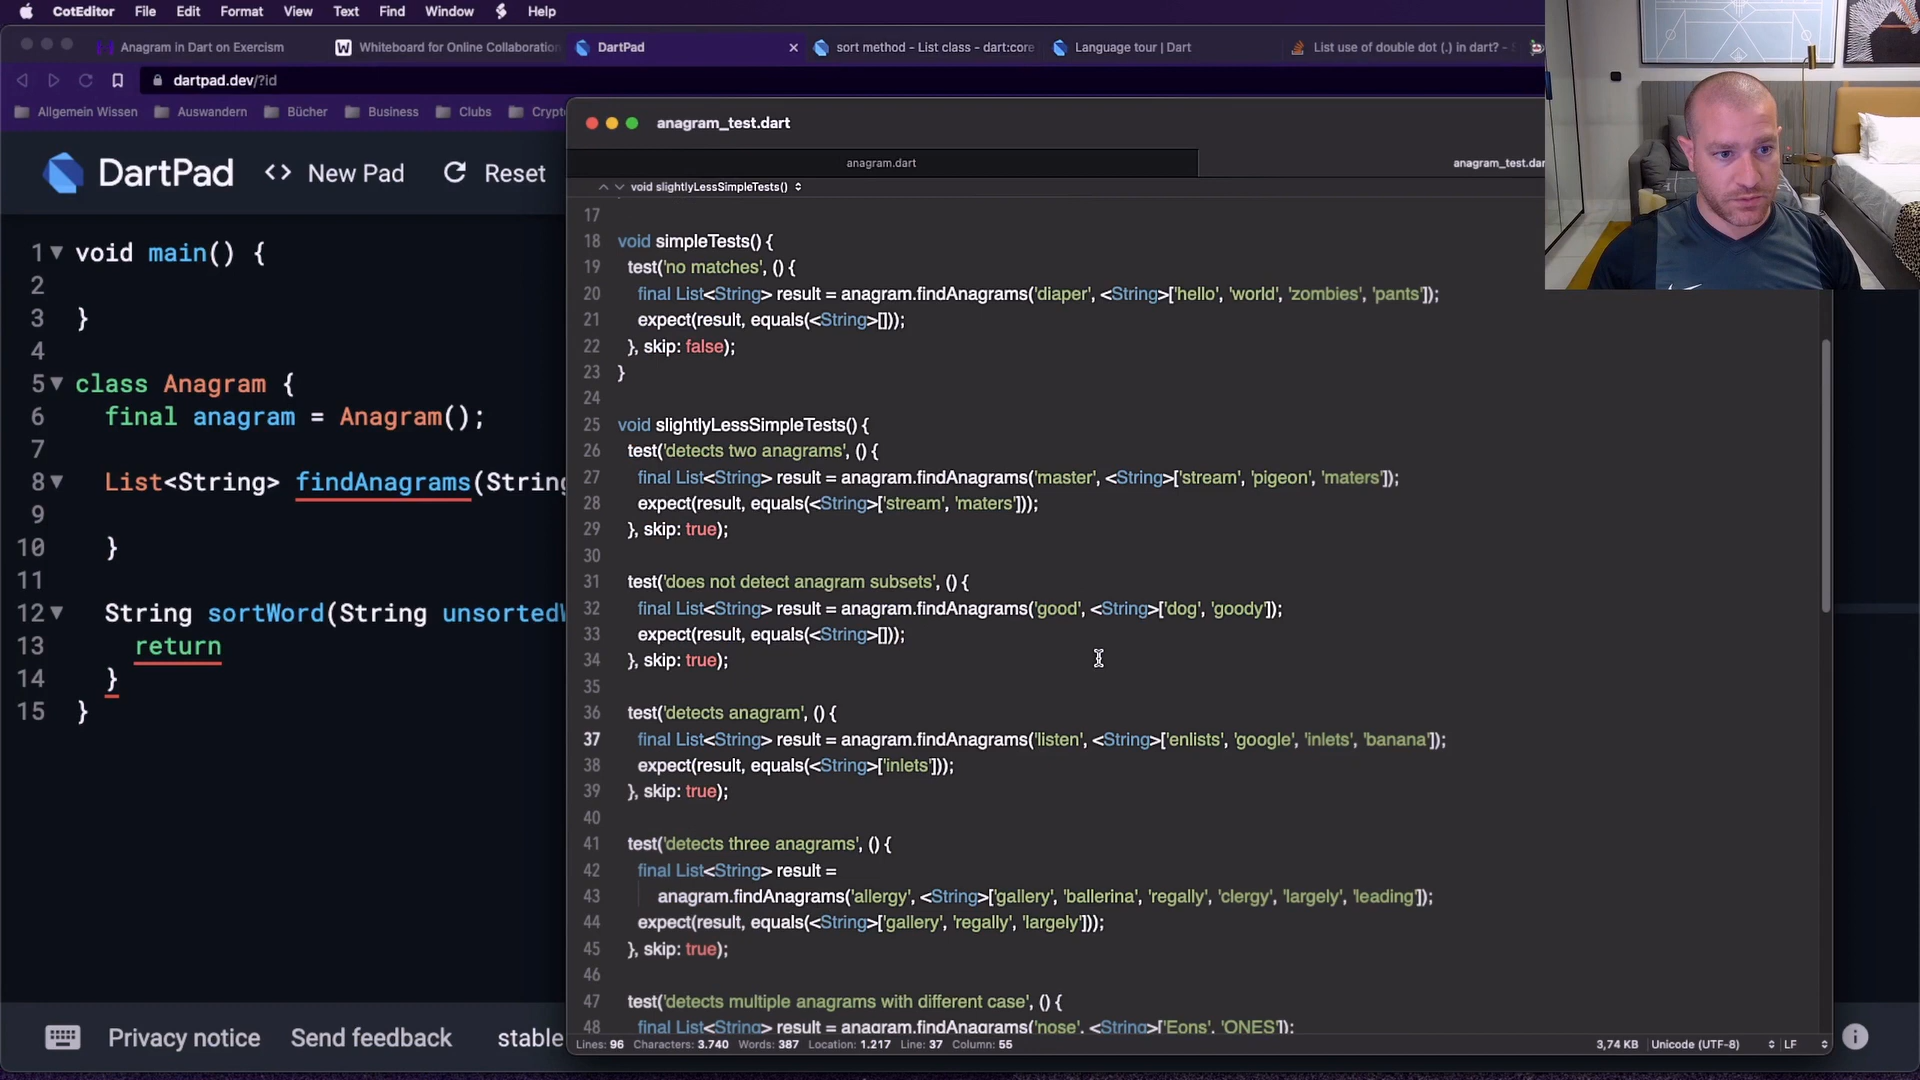 CotEditor File Edit Format View Text Find Window Help
Anagram in Dart on Exercism
Whiteboard for Online Collaboration
DartPad
sort method - List class - dart:core
Language tour | Dart
List use of double dot (.) in dart? - S
dartpad.dev/?id
Allgemein Wissen Auswandern Bücher Business Clubs Crypt
DartPad
<> New Pad
Reset
1 void main() {
2
3 }
4
5 class Anagram {
6 final anagram = Anagram();
7
8 List<String> findAnagrams(String
9
10 }
11
12 String sortWord(String unsortedW
13 return
14 }
15 }
Privacy notice Send feedback stable
anagram_test.dart
anagram.dart
anagram_test.dar
void slightlyLessSimpleTests()
17
18 void simpleTests() {
19 test('no matches', () {
20 final List<String> result = anagram.findAnagrams('diaper', <String>['hello', 'world', 'zombies', 'pants']);
21 expect(result, equals(<String>[]));
22 }, skip: false);
23 }
24
25 void slightlyLessSimpleTests() {
26 test('detects two anagrams', () {
27 final List<String> result = anagram.findAnagrams('master', <String>['stream', 'pigeon', 'maters']);
28 expect(result, equals(<String>['stream', 'maters']));
29 }, skip: true);
30
31 test('does not detect anagram subsets', () {
32 final List<String> result = anagram.findAnagrams('good', <String>['dog', 'goody']);
33 expect(result, equals(<String>[]));
34 }, skip: true);
35
36 test('detects anagram', () {
37 final List<String> result = anagram.findAnagrams('listen', <String>['enlists', 'google', 'inlets', 'banana']);
38 expect(result, equals(<String>['inlets']));
39 }, skip: true);
40
41 test('detects three anagrams', () {
42 final List<String> result =
43 anagram.findAnagrams('allergy', <String>['gallery', 'ballerina', 'regally', 'clergy', 'largely', 'leading']);
44 expect(result, equals(<String>['gallery', 'regally', 'largely']));
45 }, skip: true);
46
47 test('detects multiple anagrams with different case', () {
48 final List<String> result = anagram.findAnagrams('nose', <String>['Eons', 'ONES']);
Lines: 96 Characters: 3.740 Words: 387 Location: 1.217 Line: 37 Column: 55
3,74 KB Unicode (UTF-8) LF